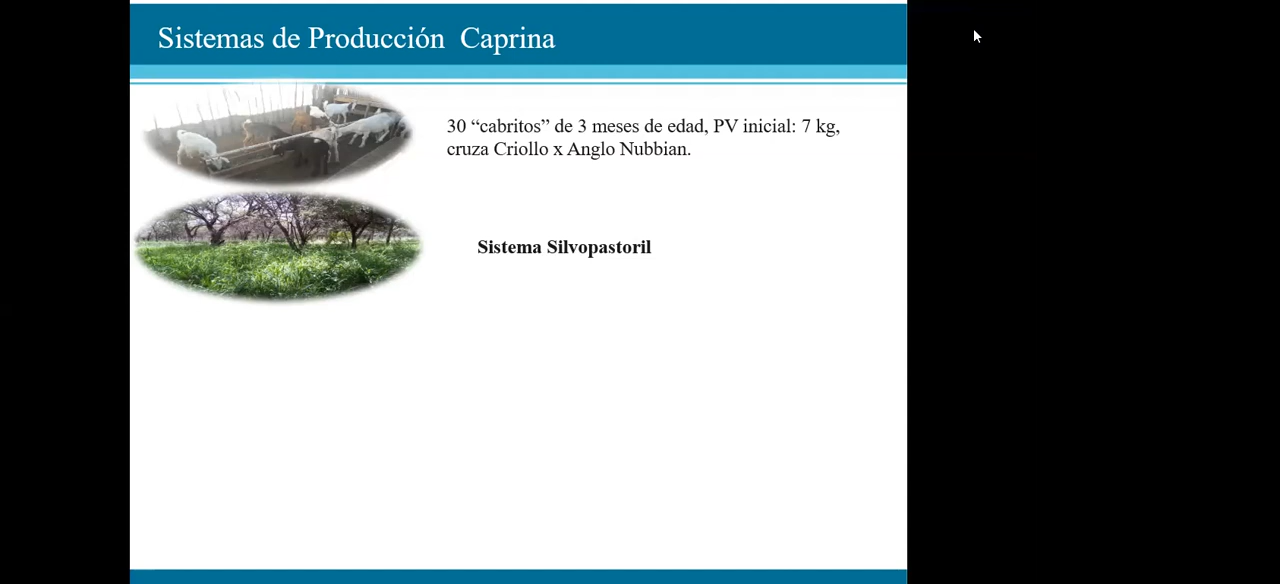 Sistemas de Producción  Caprina
30 “cabritos” de 3 meses de edad, PV inicial: 7 kg,
cruza Criollo x Anglo Nubbian.
Sistema Silvopastoril